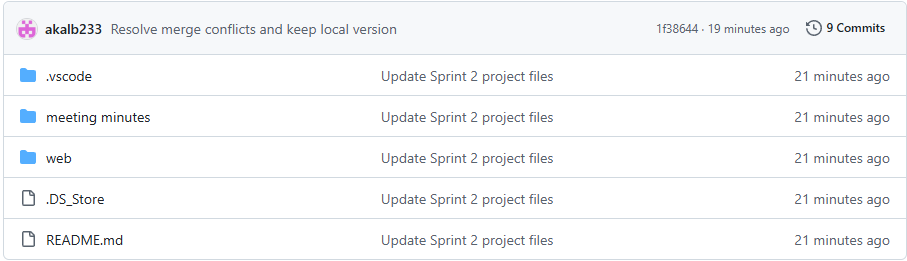 akalb233 Resolve merge conflicts and keep local version 1f38644 · 19 minutes ago 9 Commits
.vscode Update Sprint 2 project files 21 minutes ago
meeting minutes Update Sprint 2 project files 21 minutes ago
web Update Sprint 2 project files 21 minutes ago
.DS_Store Update Sprint 2 project files 21 minutes ago
README.md Update Sprint 2 project files 21 minutes ago